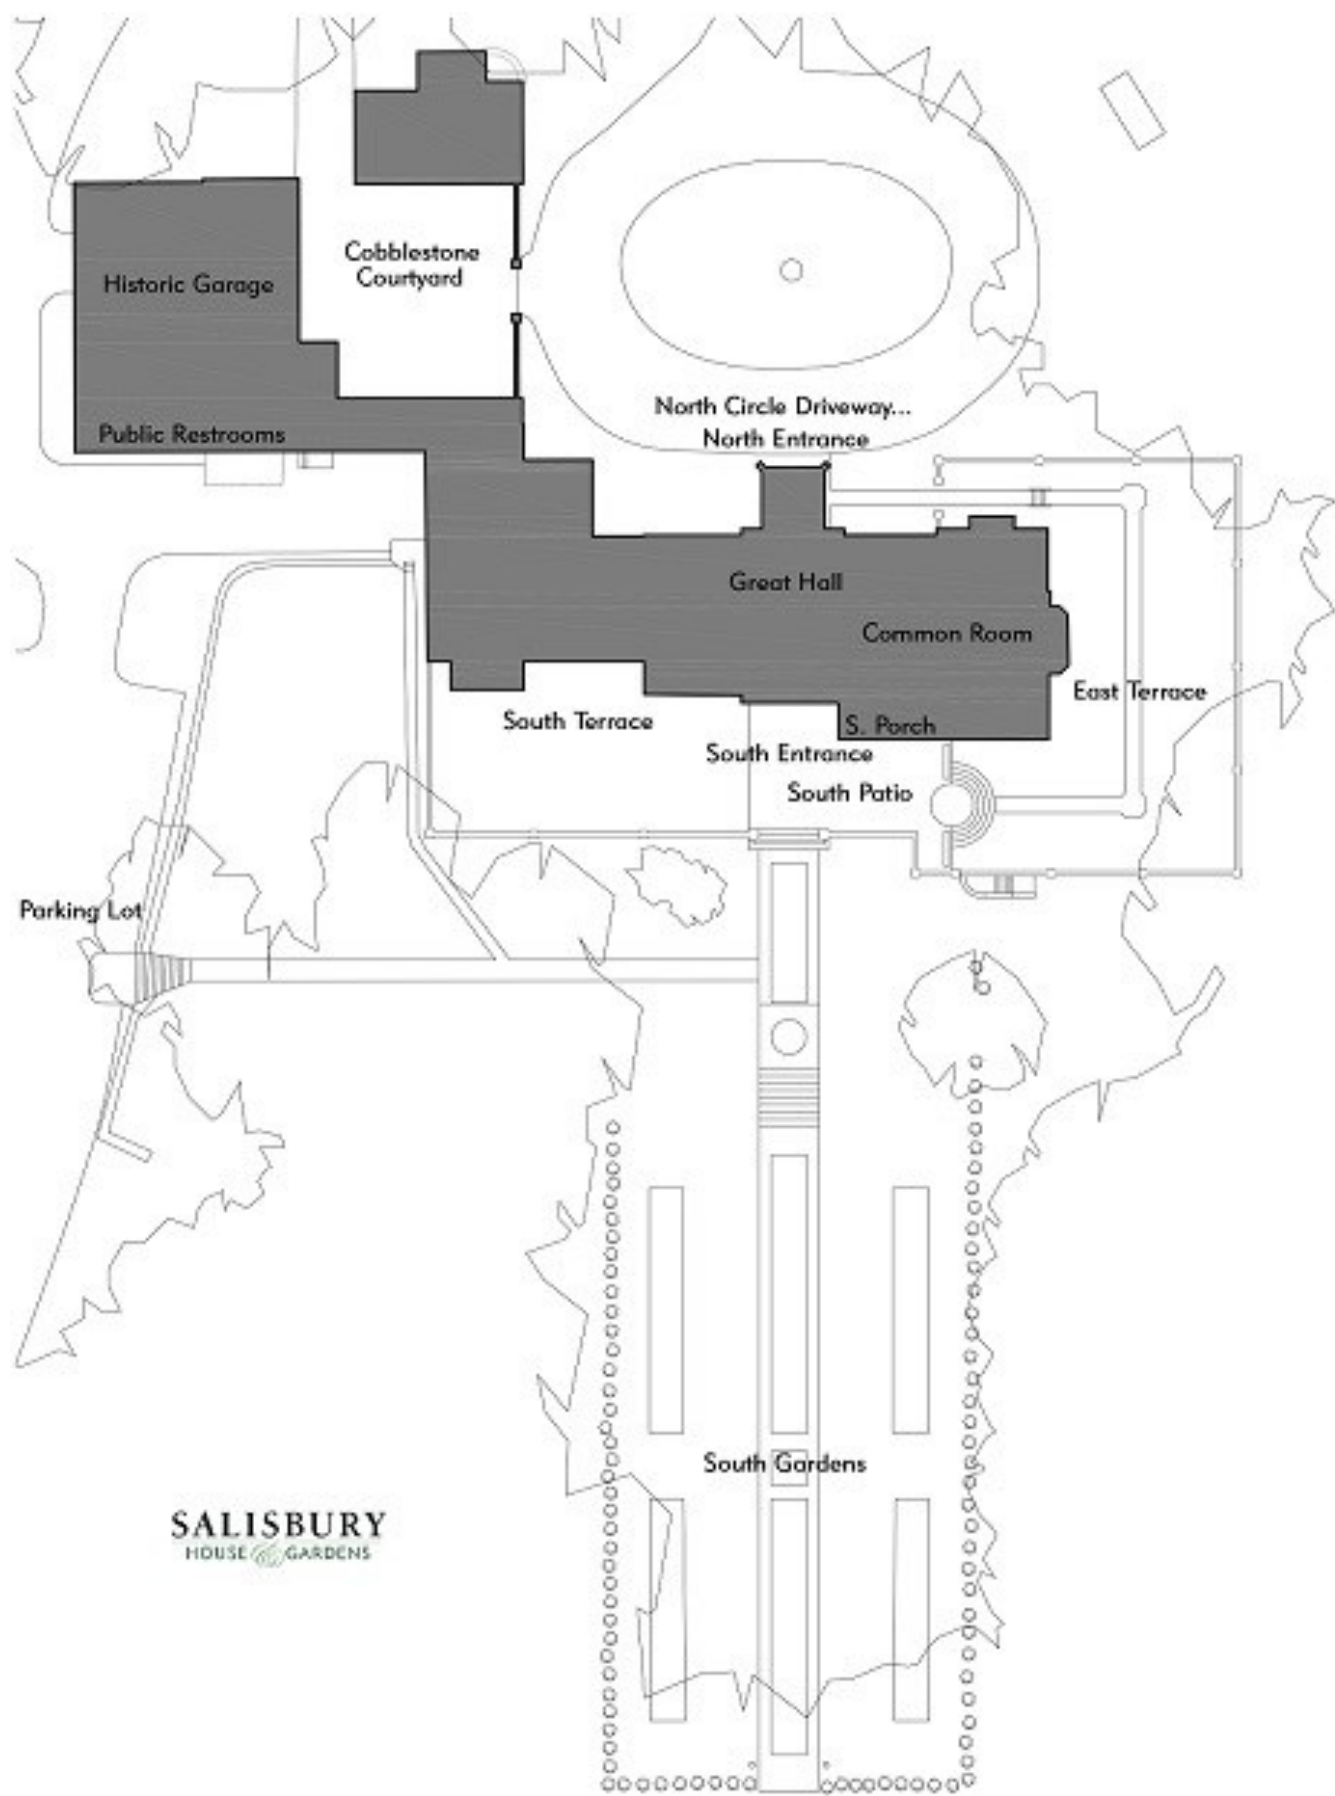 Cobblestone
Courtyard
Historic Garage
North Circle Driveway...
North Entrance
Public Restrooms
Great Hall
Common Room
East Terrace
South Terrace
S. Porch
South Entrance
South Patio
Parking Lot
South Gardens
SALISBURY
HOUSE & GARDENS